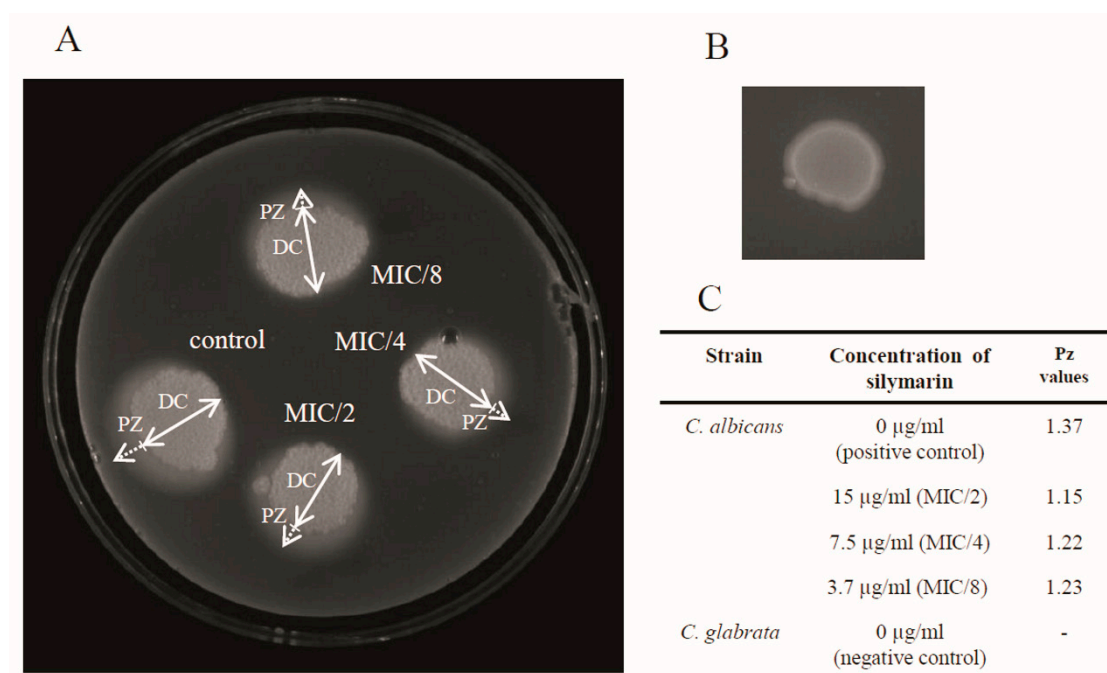 A
PZ
DC
MIC/8
control
MIC/4
DC
PZ
DC
PZ
MIC/2
DC
PZ
B
C
Strain Concentration of silymarin Pz values
C. albicans 0 µg/ml (positive control) 1.37
15 µg/ml (MIC/2) 1.15
7.5 µg/ml (MIC/4) 1.22
3.7 µg/ml (MIC/8) 1.23
C. glabrata 0 µg/ml (negative control) -